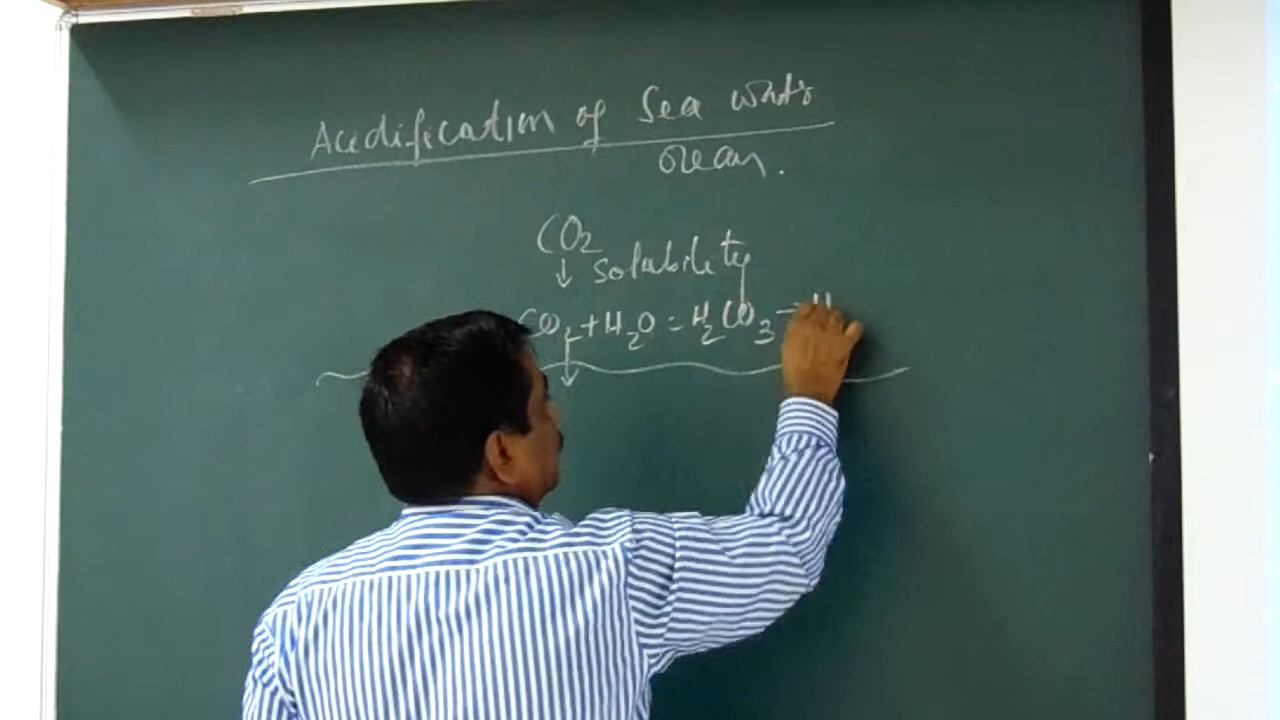 Acidification of Sea water
ocean.
CO2
↓ Solubility
CO2+H2O=H2CO3→H